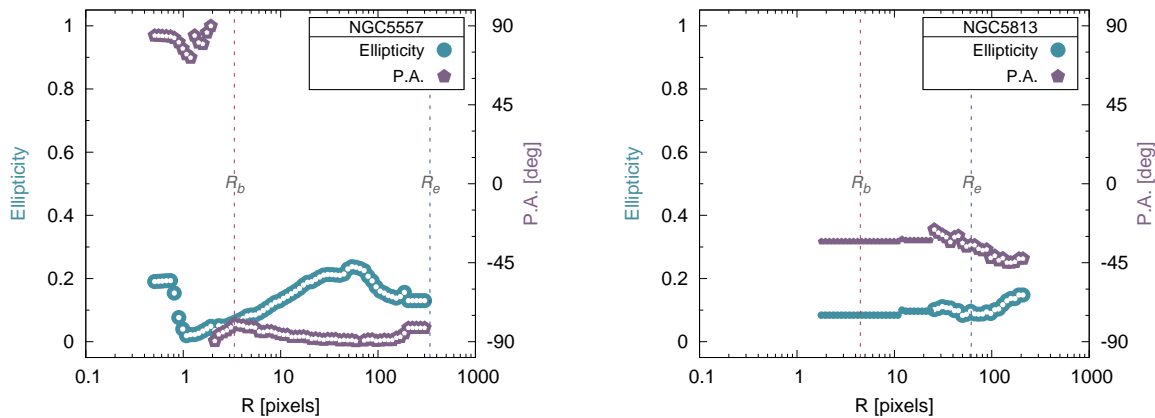 NGC5557
Ellipticity
P.A.
1
0.8
0.6
0.4
0.2
0
Ellipticity
90
45
0
-45
-90
P.A. [deg]
R_b
R_e
0.1 1 10 100 1000
R [pixels]
NGC5813
Ellipticity
P.A.
1
0.8
0.6
0.4
0.2
0
Ellipticity
90
45
0
-45
-90
P.A. [deg]
R_b
R_e
0.1 1 10 100 1000
R [pixels]